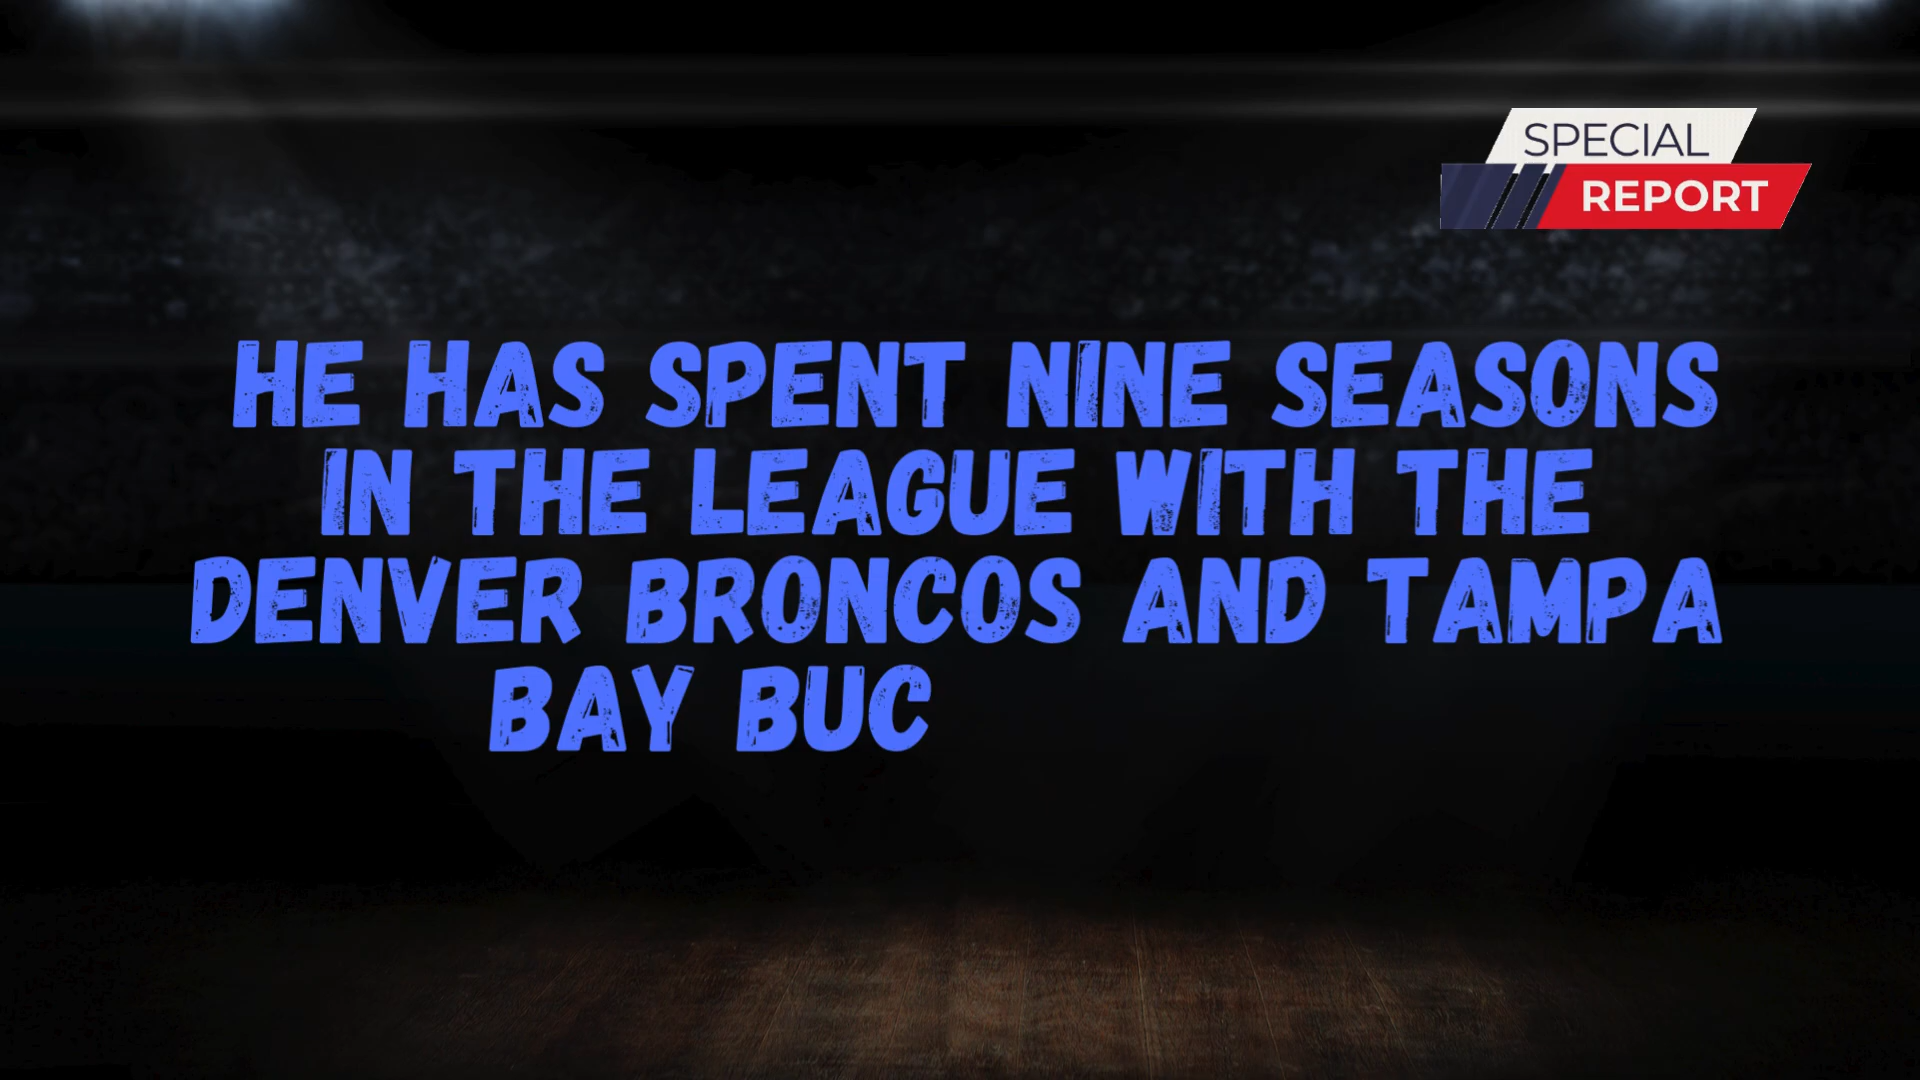 SPECIAL
REPORT
HE HAS SPENT NINE SEASONS
IN THE LEAGUE WITH THE
DENVER BRONCOS AND TAMPA
BAY BUC